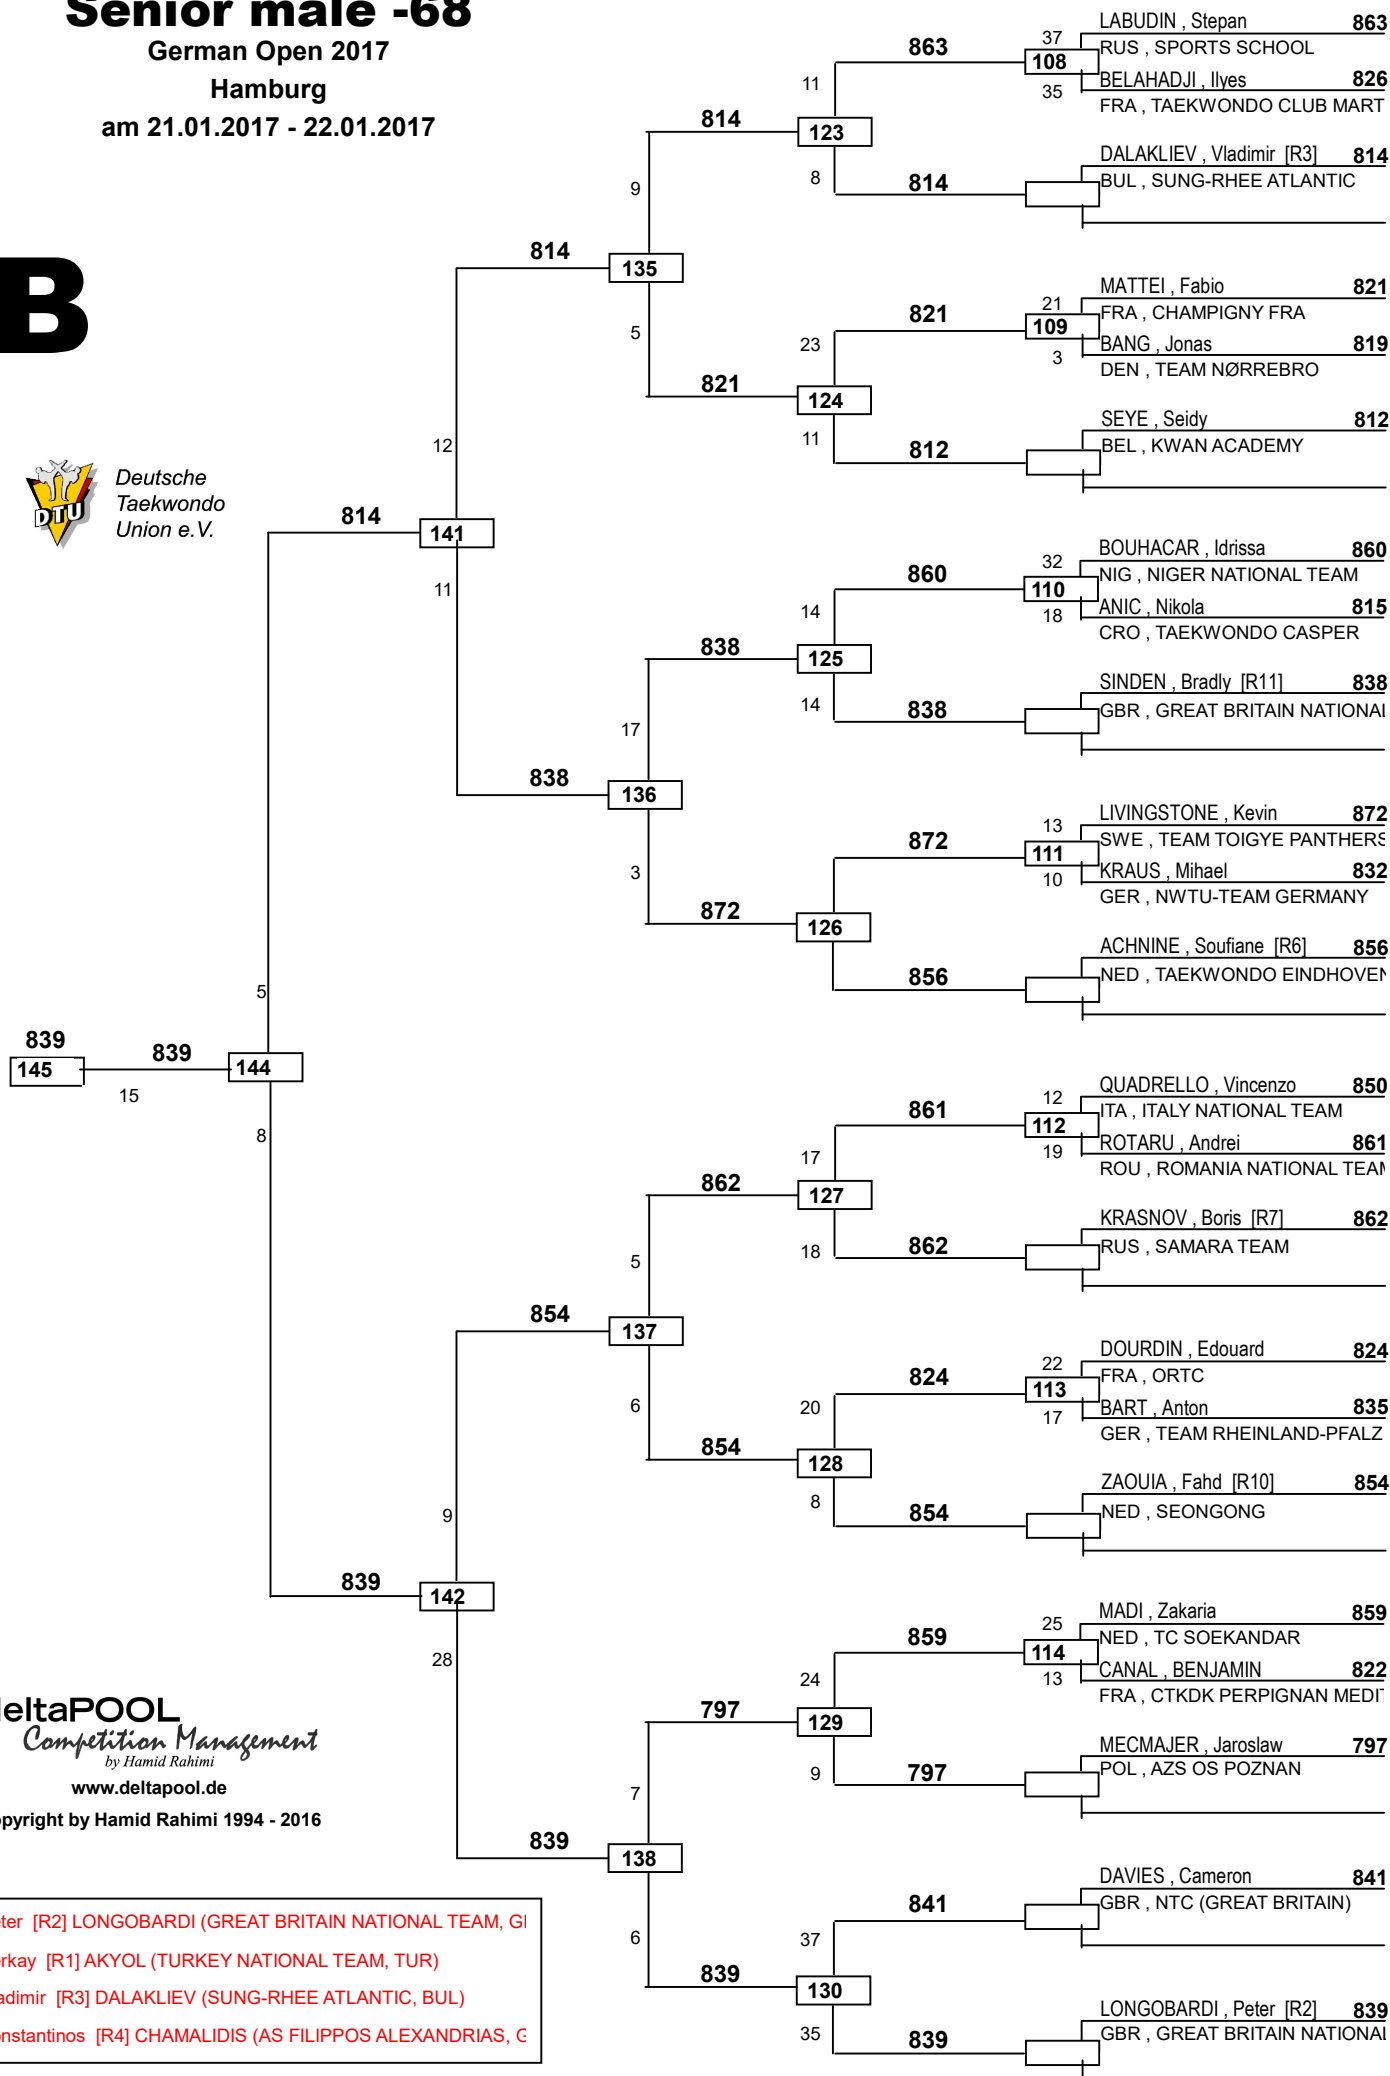 Senior male -68
German Open 2017
Hamburg
am 21.01.2017 - 22.01.2017
B
DTU
Deutsche
Taekwondo
Union e.V.
LABUDIN , Stepan 863
RUS , SPORTS SCHOOL
37
108
35
BELAHADJI , Ilyes 826
FRA , TAEKWONDO CLUB MART
863
11
123
8
814
DALAKLIEV , Vladimir [R3] 814
BUL , SUNG-RHEE ATLANTIC
814
9
135
5
814
MATTEI , Fabio 821
FRA , CHAMPIGNY FRA
21
109
3
BANG , Jonas 819
DEN , TEAM NØRREBRO
821
23
124
11
821
812
SEYE , Seidy 812
BEL , KWAN ACADEMY
12
141
11
814
BOUHACAR , Idrissa 860
NIG , NIGER NATIONAL TEAM
32
110
18
ANIC , Nikola 815
CRO , TAEKWONDO CASPER
860
14
125
14
838
838
SINDEN , Bradly [R11] 838
GBR , GREAT BRITAIN NATIONAL
17
136
3
838
LIVINGSTONE , Kevin 872
SWE , TEAM TOIGYE PANTHERS
13
111
10
KRAUS , Mihael 832
GER , NWTU-TEAM GERMANY
872
126
872
856
ACHNINE , Soufiane [R6] 856
NED , TAEKWONDO EINDHOVEN
5
144
8
839
145
839
15
QUADRELLO , Vincenzo 850
ITA , ITALY NATIONAL TEAM
12
112
19
ROTARU , Andrei 861
ROU , ROMANIA NATIONAL TEAM
861
17
127
18
862
862
KRASNOV , Boris [R7] 862
RUS , SAMARA TEAM
5
137
6
854
DOURDIN , Edouard 824
FRA , ORTC
22
113
17
BART , Anton 835
GER , TEAM RHEINLAND-PFALZ
824
20
128
8
854
854
ZAOUIA , Fahd [R10] 854
NED , SEONGONG
9
142
28
839
MADI , Zakaria 859
NED , TC SOEKANDAR
25
114
13
CANAL , BENJAMIN 822
FRA , CTKDK PERPIGNAN MEDIT
859
24
129
9
797
797
MECMAJER , Jaroslaw 797
POL , AZS OS POZNAN
7
138
6
839
DAVIES , Cameron 841
GBR , NTC (GREAT BRITAIN)
841
37
130
35
839
839
LONGOBARDI , Peter [R2] 839
GBR , GREAT BRITAIN NATIONAL
deltaPOOL
Competition Management
by Hamid Rahimi
www.deltapool.de
opyright by Hamid Rahimi 1994 - 2016
ter [R2] LONGOBARDI (GREAT BRITAIN NATIONAL TEAM, G
erkay [R1] AKYOL (TURKEY NATIONAL TEAM, TUR)
adimir [R3] DALAKLIEV (SUNG-RHEE ATLANTIC, BUL)
onstantinos [R4] CHAMALIDIS (AS FILIPPOS ALEXANDRIAS, G